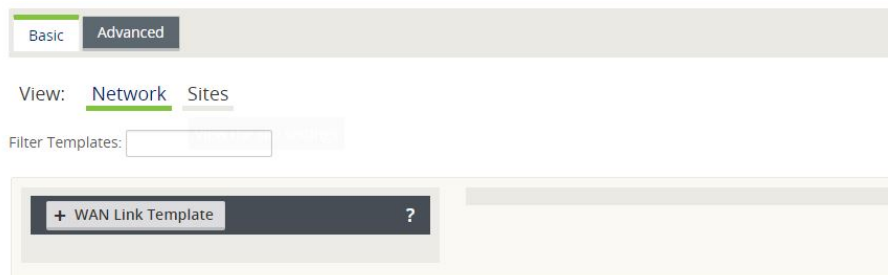 Basic Advanced
View: Network Sites
Filter Templates:
+ WAN Link Template ?